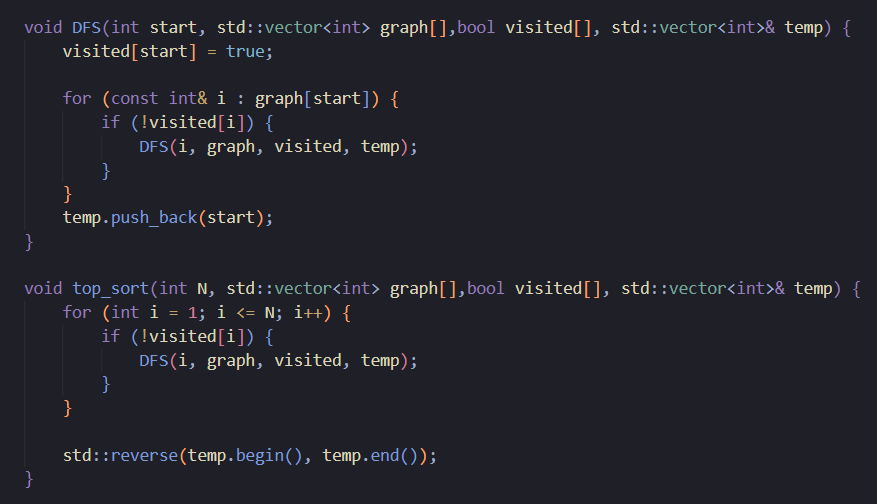 void DFS(int start, std::vector<int> graph[],bool visited[], std::vector<int>& temp) {
    visited[start] = true;

    for (const int& i : graph[start]) {
        if (!visited[i]) {
            DFS(i, graph, visited, temp);
        }
    }
    temp.push_back(start);
}

void top_sort(int N, std::vector<int> graph[],bool visited[], std::vector<int>& temp) {
    for (int i = 1; i <= N; i++) {
        if (!visited[i]) {
            DFS(i, graph, visited, temp);
        }
    }

    std::reverse(temp.begin(), temp.end());
}